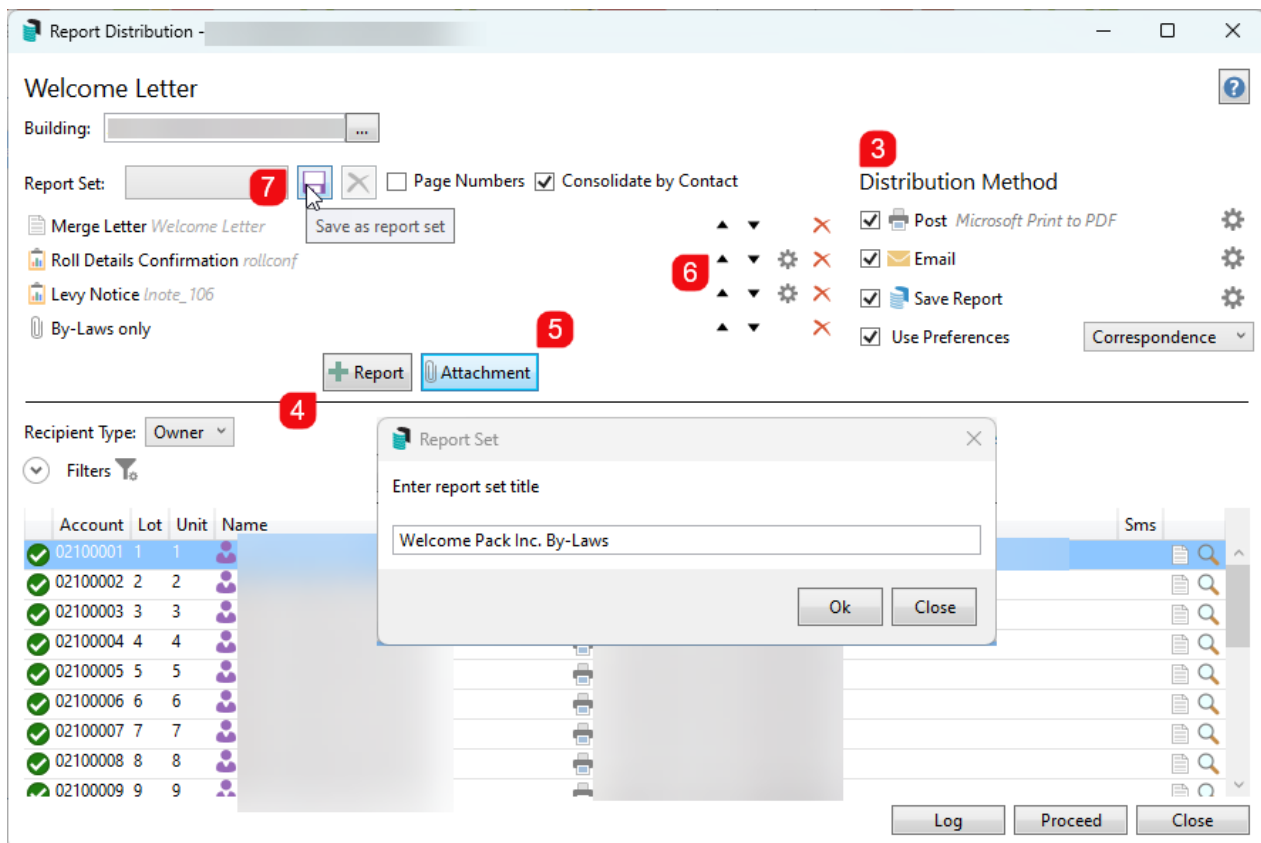 Report Distribution -
Welcome Letter
Building:
...
3
Distribution Method
Report Set:
7
Page Numbers
Consolidate by Contact
Save as report set
Merge Letter Welcome Letter
Post Microsoft Print to PDF
Roll Details Confirmation rollconf
6
Email
Levy Notice lnote_106
Save Report
By-Laws only
5
Use Preferences Correspondence
Report
Attachment
4
Recipient Type: Owner
Filters
Report Set
Enter report set title
Welcome Pack Inc. By-Laws
Ok Close
Account Lot Unit Name Sms
02100001 1 1
02100002 2 2
02100003 3 3
02100004 4 4
02100005 5 5
02100006 6 6
02100007 7 7
02100008 8 8
02100009 9 9
Log Proceed Close